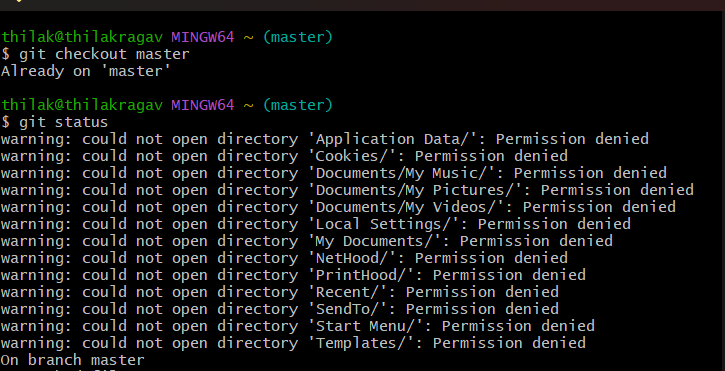 thilak@thilakragav MINGW64 ~ (master)
$ git checkout master
Already on 'master'
thilak@thilakragav MINGW64 ~ (master)
$ git status
warning: could not open directory 'Application Data/': Permission denied
warning: could not open directory 'Cookies/': Permission denied
warning: could not open directory 'Documents/My Music/': Permission denied
warning: could not open directory 'Documents/My Pictures/': Permission denied
warning: could not open directory 'Documents/My Videos/': Permission denied
warning: could not open directory 'Local Settings/': Permission denied
warning: could not open directory 'My Documents/': Permission denied
warning: could not open directory 'NetHood/': Permission denied
warning: could not open directory 'PrintHood/': Permission denied
warning: could not open directory 'Recent/': Permission denied
warning: could not open directory 'SendTo/': Permission denied
warning: could not open directory 'Start Menu/': Permission denied
warning: could not open directory 'Templates/': Permission denied
On branch master